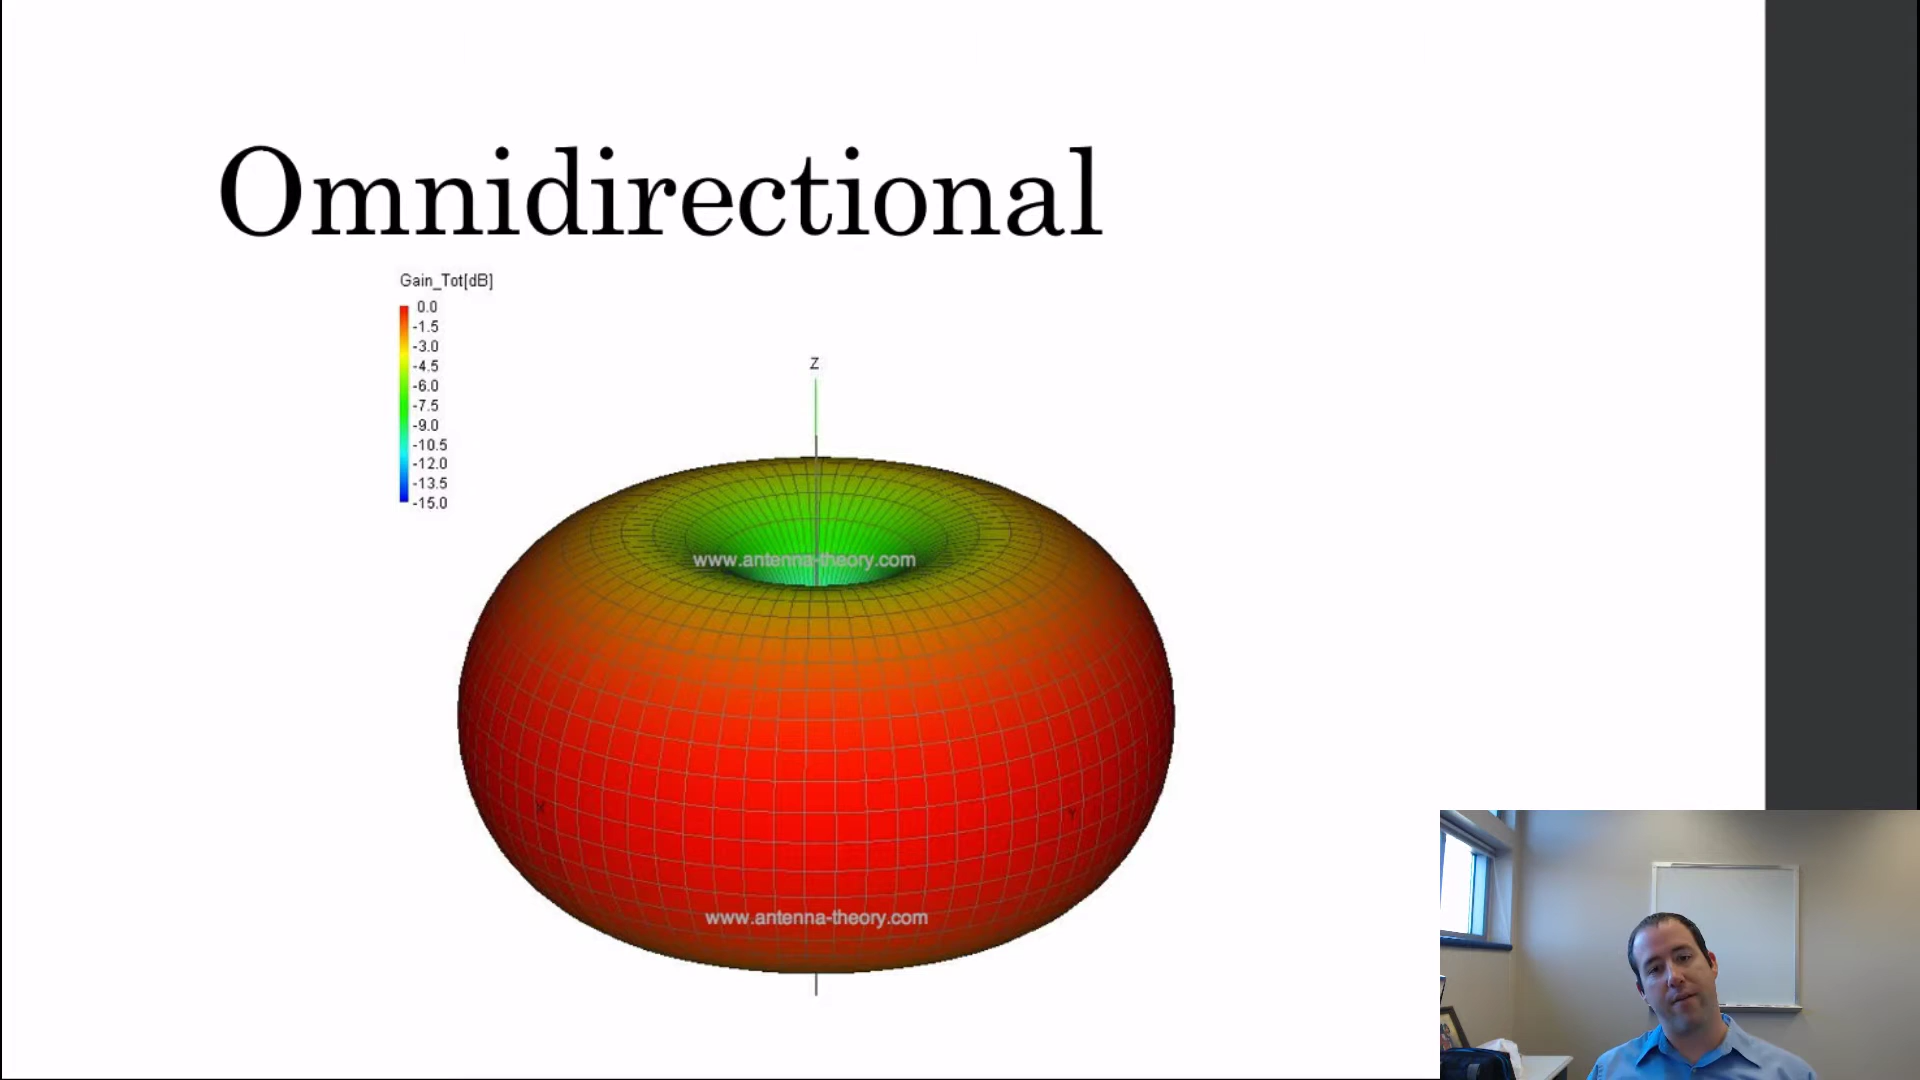 Omnidirectional
Gain_Tot[dB]
0.0
-1.5
-3.0
-4.5
-6.0
-7.5
-9.0
-10.5
-12.0
-13.5
-15.0
Z
www.antenna-theory.com
X
Y
www.antenna-theory.com